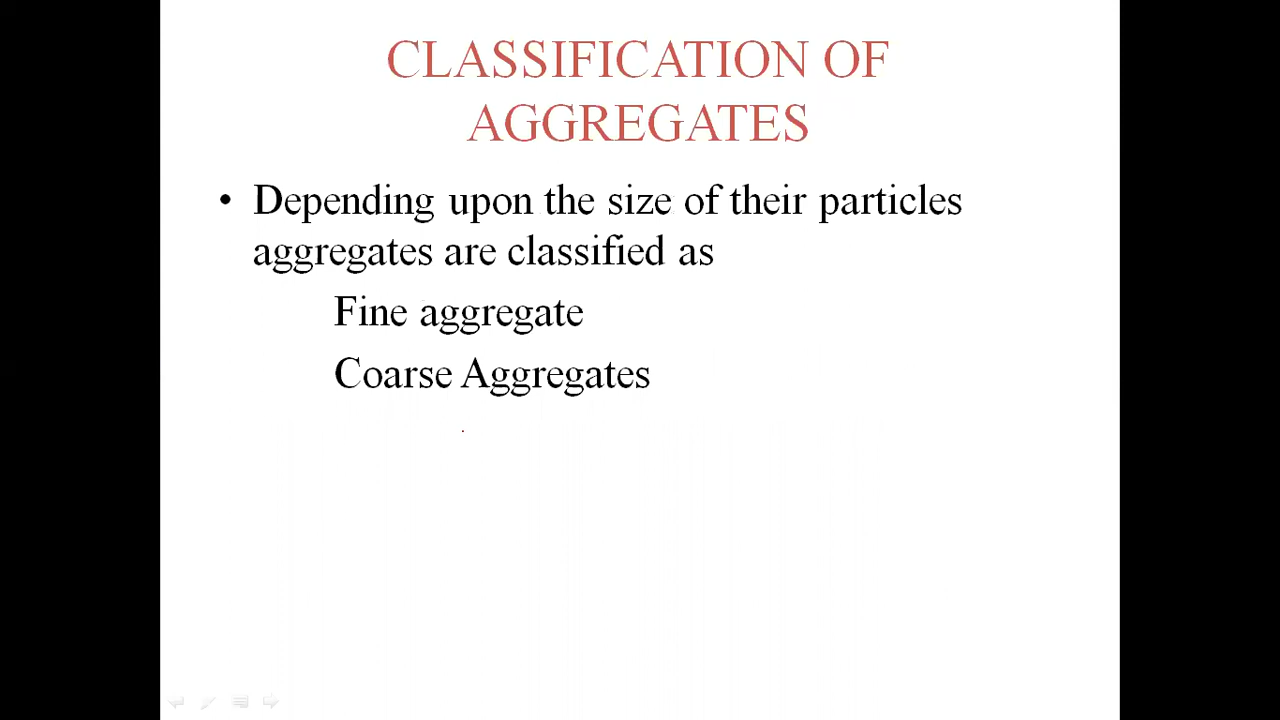 CLASSIFICATION OF
AGGREGATES
• Depending upon the size of their particles
aggregates are classified as
Fine aggregate
Coarse Aggregates